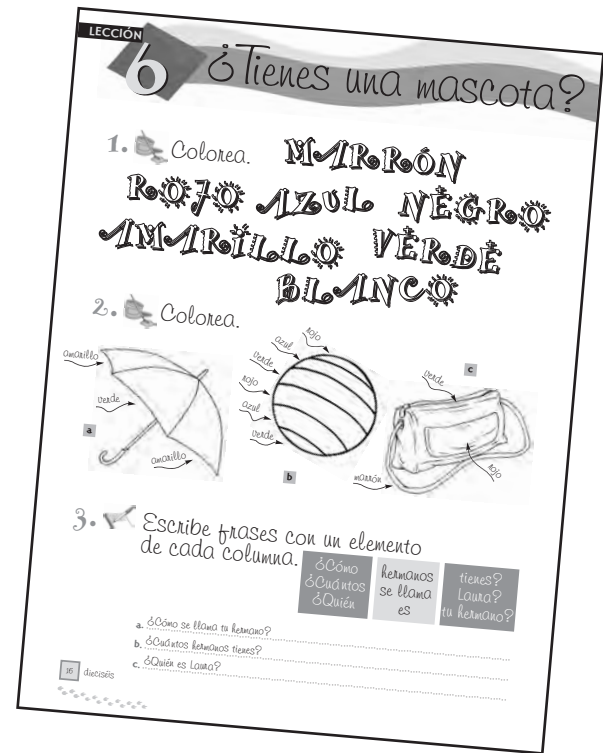 LECCIÓN
6
¿Tienes una mascota?
1. Colorea. MARRÓN
ROJO AZUL NEGRO
AMARILLO VERDE
BLANCO
2. Colorea.
amarillo
verde
amarillo
a
rojo
azul
verde
rojo
azul
verde
b
c
verde
rojo
marrón
3. Escribe frases con un elemento
de cada columna.
¿Cómo
¿Cuántos
¿Quién
hermanos
se llama
es
tienes?
Laura?
tu hermano?
a. ¿Cómo se llama tu hermano?
b. ¿Cuántos hermanos tienes?
c. ¿Quién es Laura?
16 dieciséis